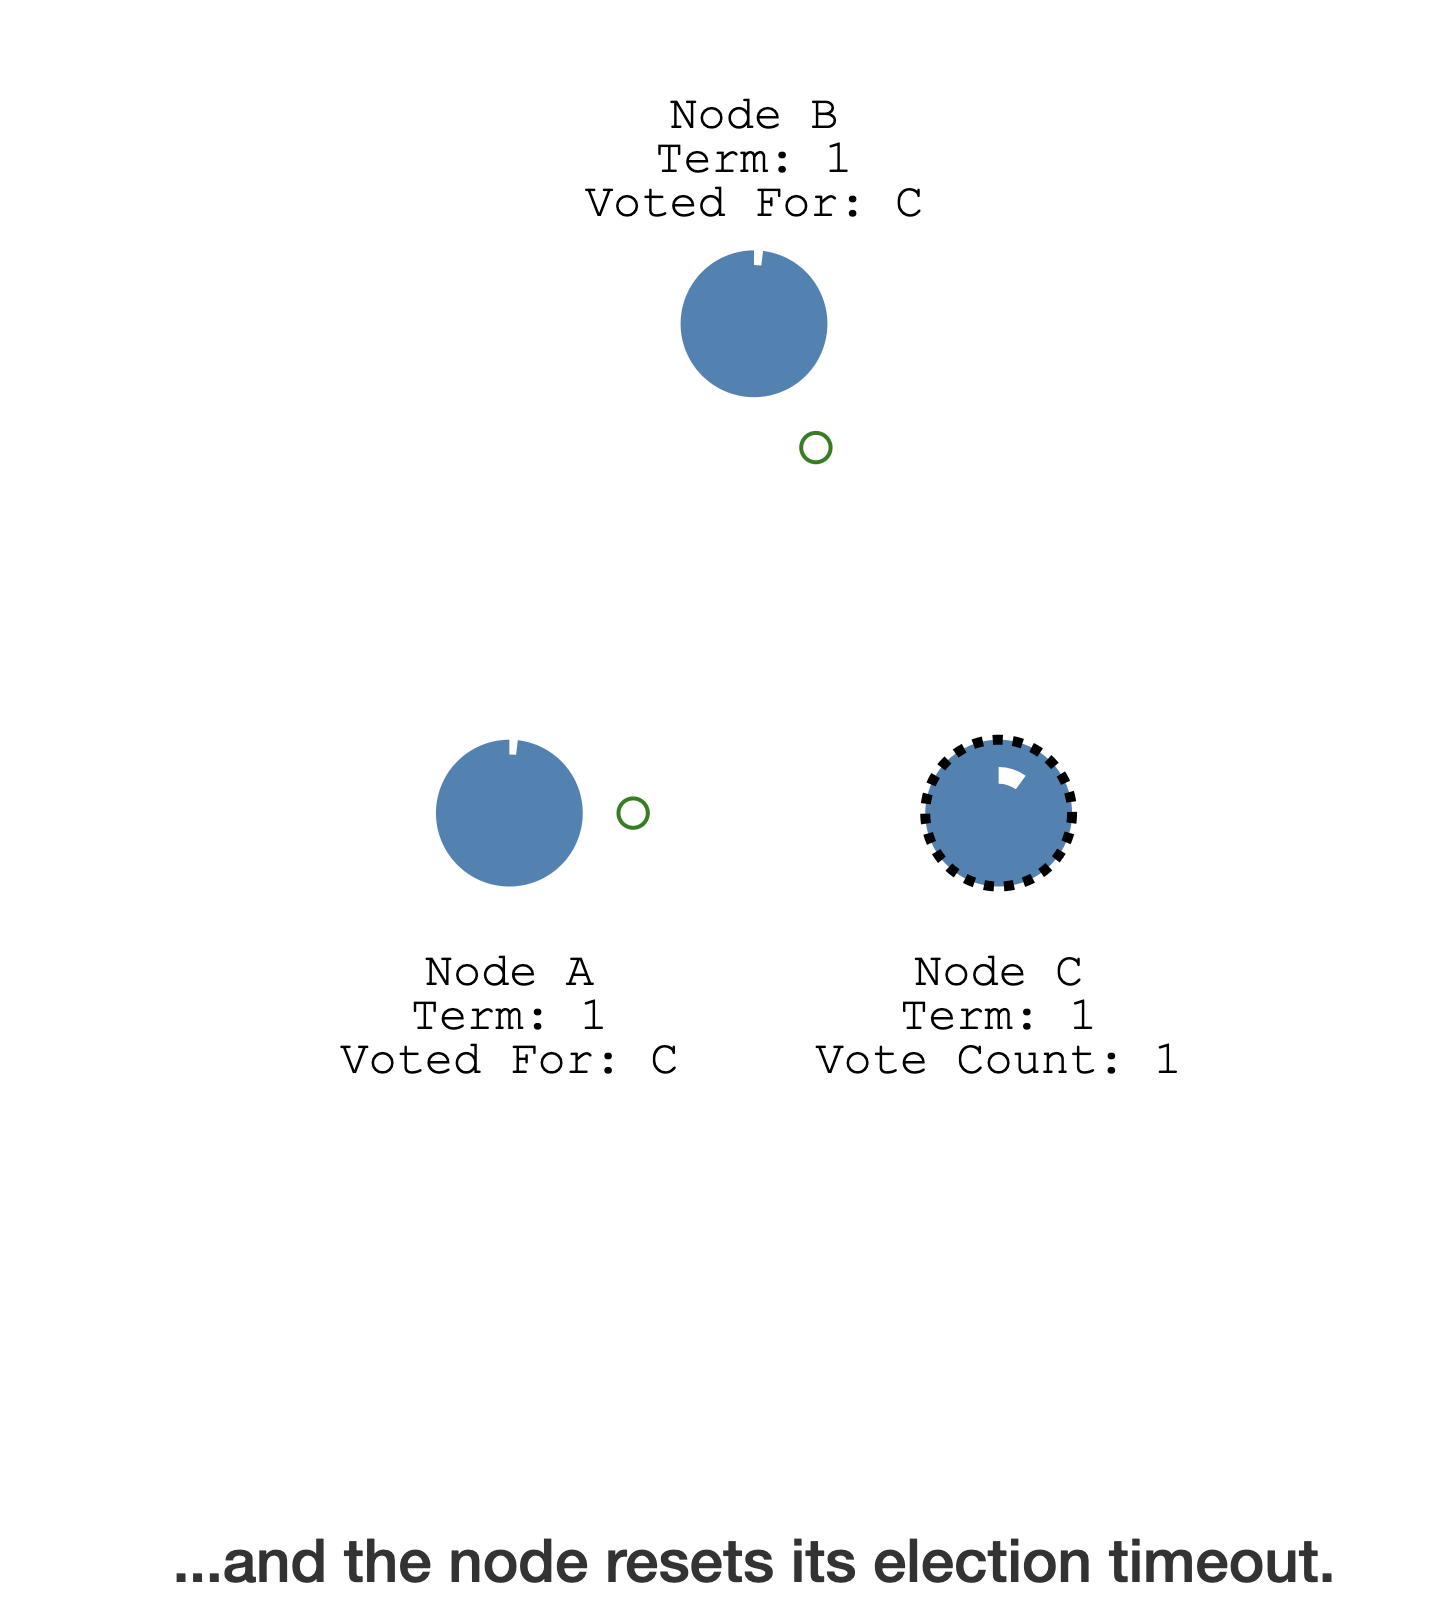 Node B
Term: 1
Voted For: C
Node A
Term: 1
Voted For: C
Node C
Term: 1
Vote Count: 1
...and the node resets its election timeout.